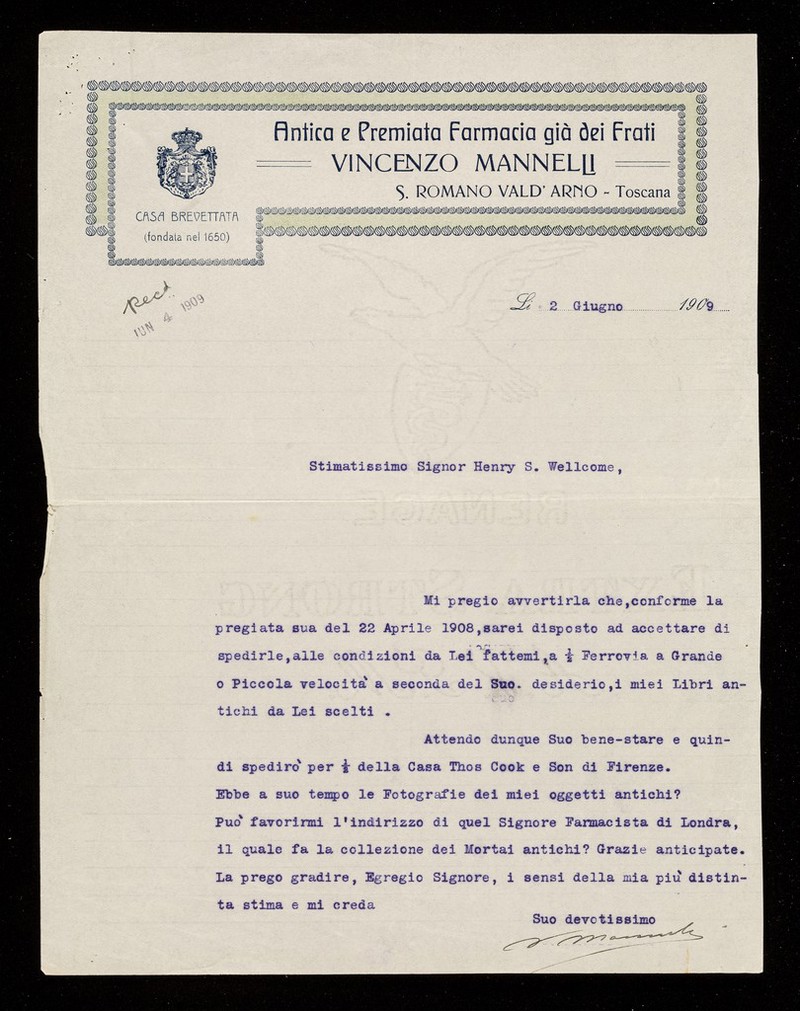 Antica e Premiata Farmacia già dei Frati
VINCENZO MANNELLI
S. ROMANO VALD' ARNO - Toscana
CASA BREVETTATA
(fondata nel 1650)
Recd.
JUN 4 1909
Li 2 Giugno 1909
Stimatissimo Signor Henry S. Wellcome,
RENACE
EXTRA STRONG
Mi pregio avvertirla che,conforme la
pregiata sua del 22 Aprile 1908,sarei disposto ad accettare di
spedirle,alle condizioni da Lei fattemi,a ½ Ferrovia a Grande
o Piccola velocità a seconda del Suo. desiderio,i miei Libri an-
tichi da Lei scelti .
Attendo dunque Suo bene-stare e quin-
di spedirò per ½ della Casa Thos Cook e Son di Firenze.
Ebbe a suo tempo le Fotografie dei miei oggetti antichi?
Può favorirmi l'indirizzo di quel Signore Farmacista di Londra,
il quale fa la collezione dei Mortai antichi? Grazie anticipate.
La prego gradire, Egregio Signore, i sensi della mia più distin-
ta stima e mi creda
Suo devotissimo
V. Mannelli